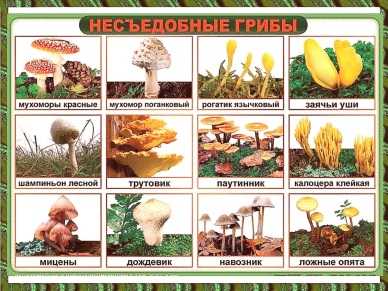 НЕСЪЕДОБНЫЕ ГРИБЫ
мухоморы красные
мухомор поганковый
рогатик язычковый
заячьи уши
шампиньон лесной
трутовик
паутинник
калоцера клейкая
мицены
дождевик
навозник
ложные опята